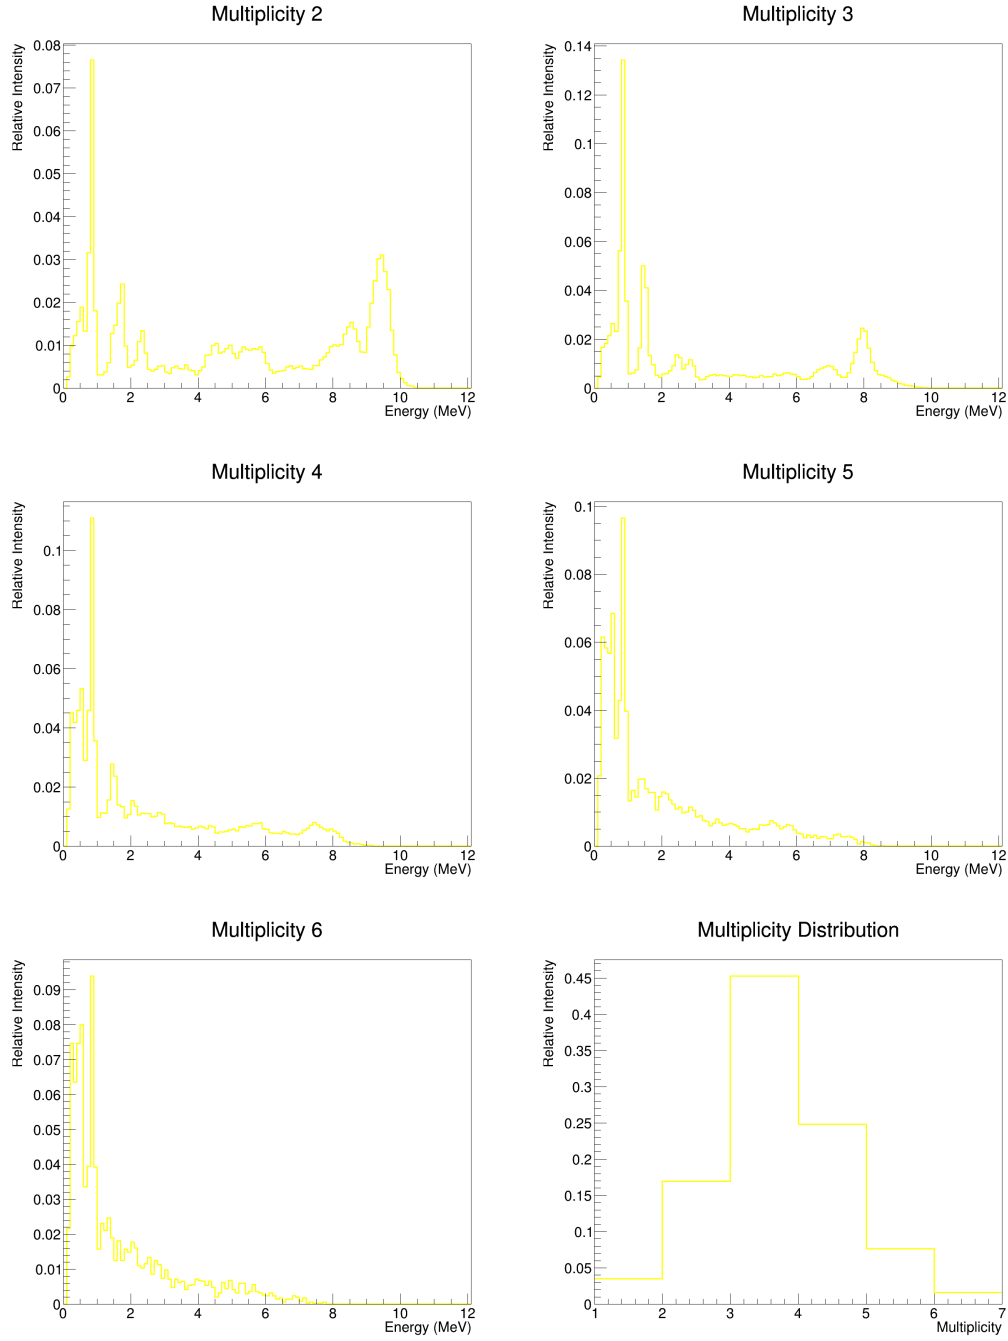 Multiplicity 2
Relative Intensity
0.08
0.07
0.06
0.05
0.04
0.03
0.02
0.01
0
0 2 4 6 8 10 12
Energy (MeV)
Multiplicity 3
Relative Intensity
0.14
0.12
0.1
0.08
0.06
0.04
0.02
0
0 2 4 6 8 10 12
Energy (MeV)
Multiplicity 4
Relative Intensity
0.1
0.08
0.06
0.04
0.02
0
0 2 4 6 8 10 12
Energy (MeV)
Multiplicity 5
Relative Intensity
0.1
0.08
0.06
0.04
0.02
0
0 2 4 6 8 10 12
Energy (MeV)
Multiplicity 6
Relative Intensity
0.09
0.08
0.07
0.06
0.05
0.04
0.03
0.02
0.01
0
0 2 4 6 8 10 12
Energy (MeV)
Multiplicity Distribution
Relative Intensity
0.45
0.4
0.35
0.3
0.25
0.2
0.15
0.1
0.05
0
1 2 3 4 5 6 7
Multiplicity